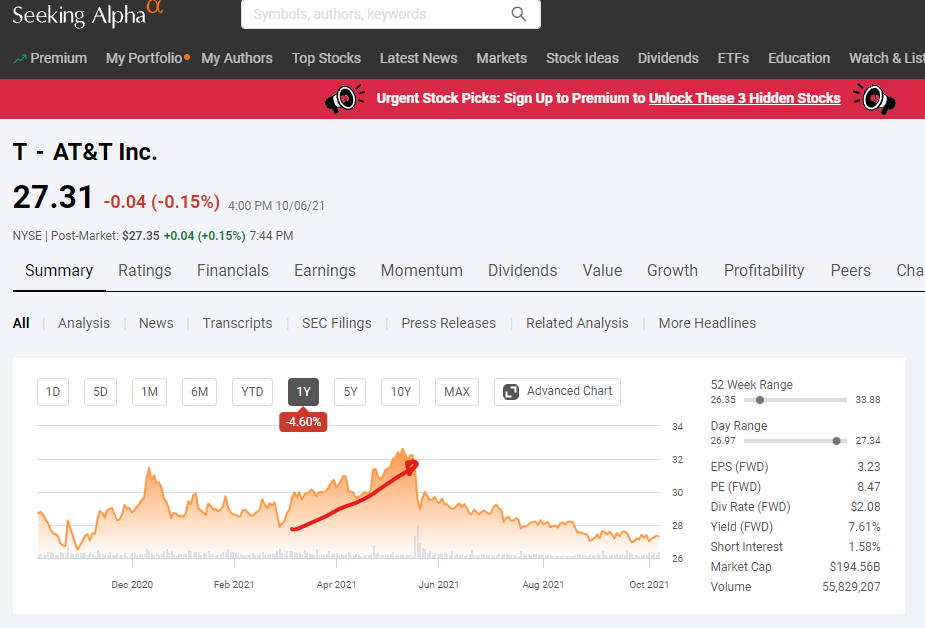 Seeking Alpha α
Symbols, authors, keywords
Premium My Portfolio My Authors Top Stocks Latest News Markets Stock Ideas Dividends ETFs Education Watch & List
Urgent Stock Picks: Sign Up to Premium to Unlock These 3 Hidden Stocks
T - AT&T Inc.
27.31 -0.04 (-0.15%) 4:00 PM 10/06/21
NYSE | Post-Market: $27.35 +0.04 (+0.15%) 7:44 PM
Summary Ratings Financials Earnings Momentum Dividends Value Growth Profitability Peers Cha
All | Analysis | News | Transcripts | SEC Filings | Press Releases | Related Analysis | More Headlines
1D 5D 1M 6M YTD 1Y 5Y 10Y MAX Advanced Chart
-4.60%
34
32
30
28
26
Dec 2020 Feb 2021 Apr 2021 Jun 2021 Aug 2021 Oct 2021
52 Week Range
26.35 33.88
Day Range
26.97 27.34
EPS (FWD) 3.23
PE (FWD) 8.47
Div Rate (FWD) $2.08
Yield (FWD) 7.61%
Short Interest 1.58%
Market Cap $194.56B
Volume 55,829,207